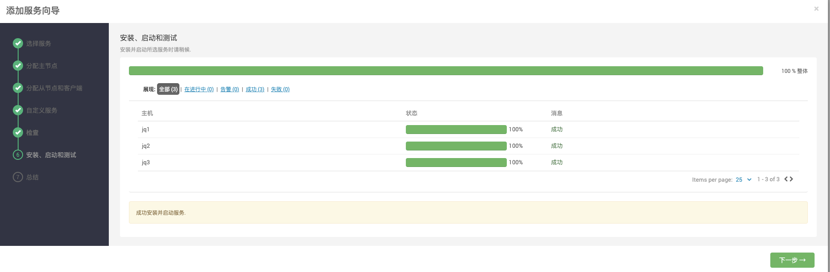 添加服务向导
×
选择服务
分配主节点
分配从节点和客户端
自定义服务
检查
6 安装、启动和测试
7 总结
安装、启动和测试
安装并启动所选服务时请稍候.
100 % 整体
展现: 全部 (3) 在进行中 (0) | 告警 (0) | 成功 (3) | 失败 (0)
主机 状态 消息
jq1 100% 成功
jq2 100% 成功
jq3 100% 成功
Items per page: 25 1 - 3 of 3
成功安装并启动服务.
下一步 →